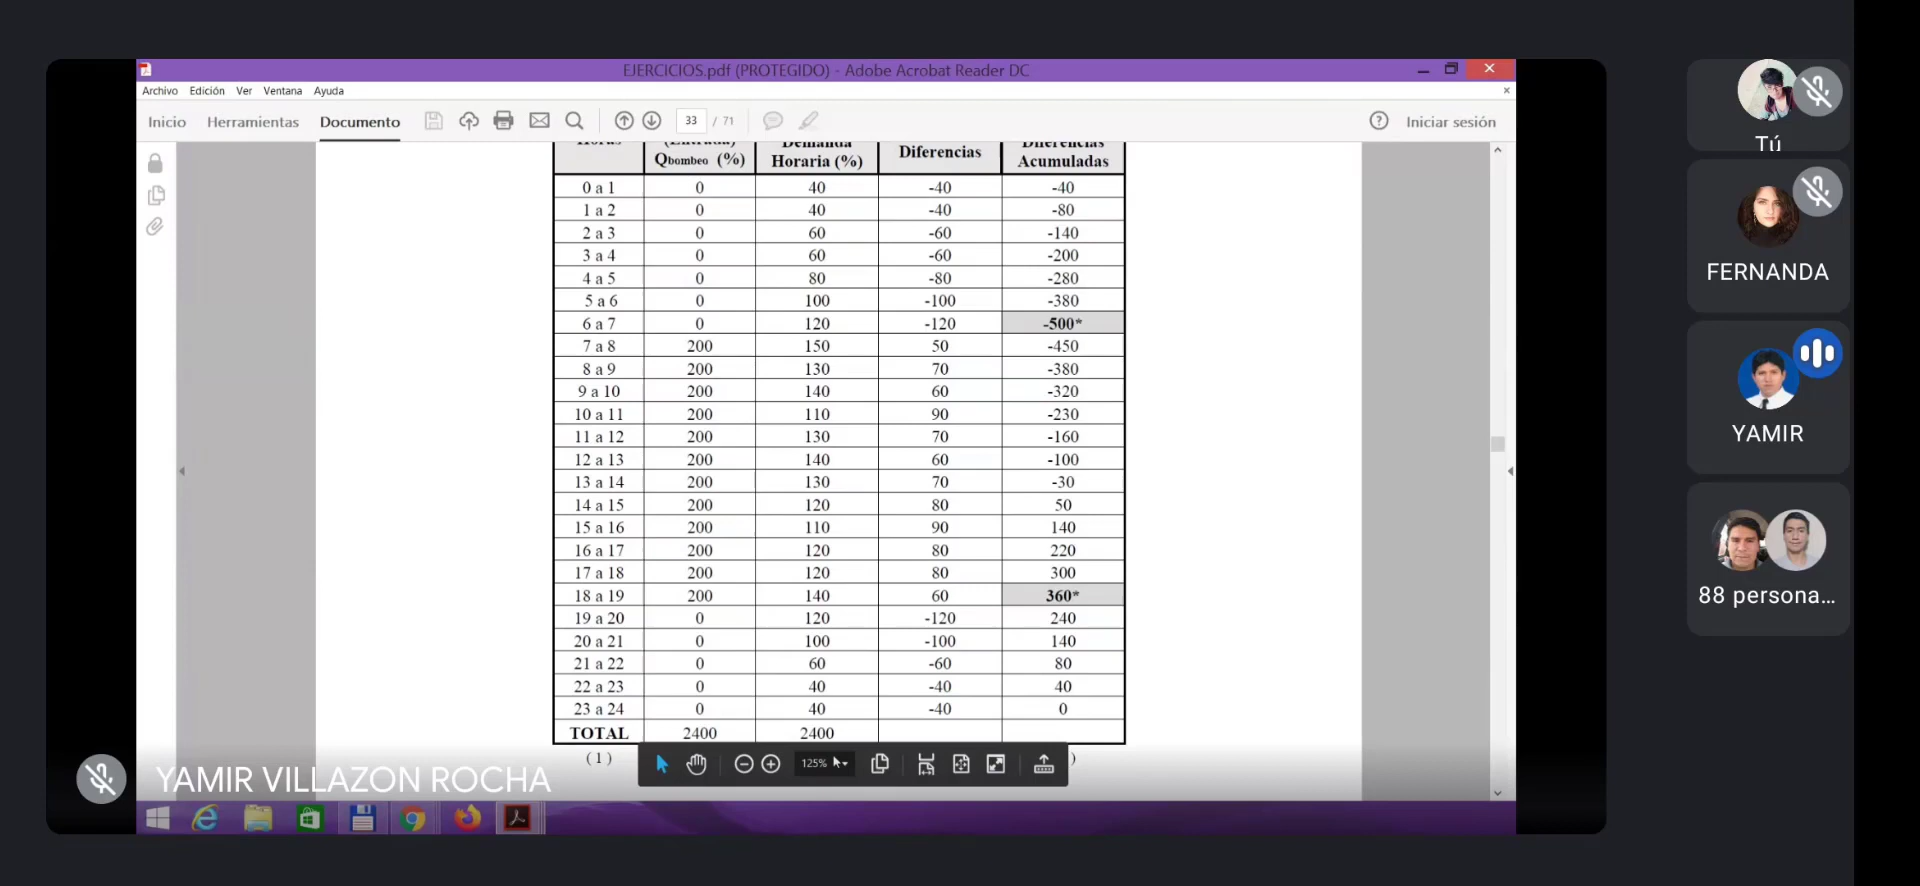 EJERCICIOS.pdf (PROTEGIDO) - Adobe Acrobat Reader DC
Archivo Edición Ver Ventana Ayuda
Inicio Herramientas Documento 33 / 71 Iniciar sesión
Horas (Entrada) Demanda Diferencias
Qbombeo (%) Horaria (%) Diferencias Acumuladas
0 a 1 0 40 -40 -40
1 a 2 0 40 -40 -80
2 a 3 0 60 -60 -140
3 a 4 0 60 -60 -200
4 a 5 0 80 -80 -280
5 a 6 0 100 -100 -380
6 a 7 0 120 -120 -500*
7 a 8 200 150 50 -450
8 a 9 200 130 70 -380
9 a 10 200 140 60 -320
10 a 11 200 110 90 -230
11 a 12 200 130 70 -160
12 a 13 200 140 60 -100
13 a 14 200 130 70 -30
14 a 15 200 120 80 50
15 a 16 200 110 90 140
16 a 17 200 120 80 220
17 a 18 200 120 80 300
18 a 19 200 140 60 360*
19 a 20 0 120 -120 240
20 a 21 0 100 -100 140
21 a 22 0 60 -60 80
22 a 23 0 40 -40 40
23 a 24 0 40 -40 0
TOTAL 2400 2400
(1) )
125%
YAMIR VILLAZON ROCHA
Tú
FERNANDA
YAMIR
88 persona...